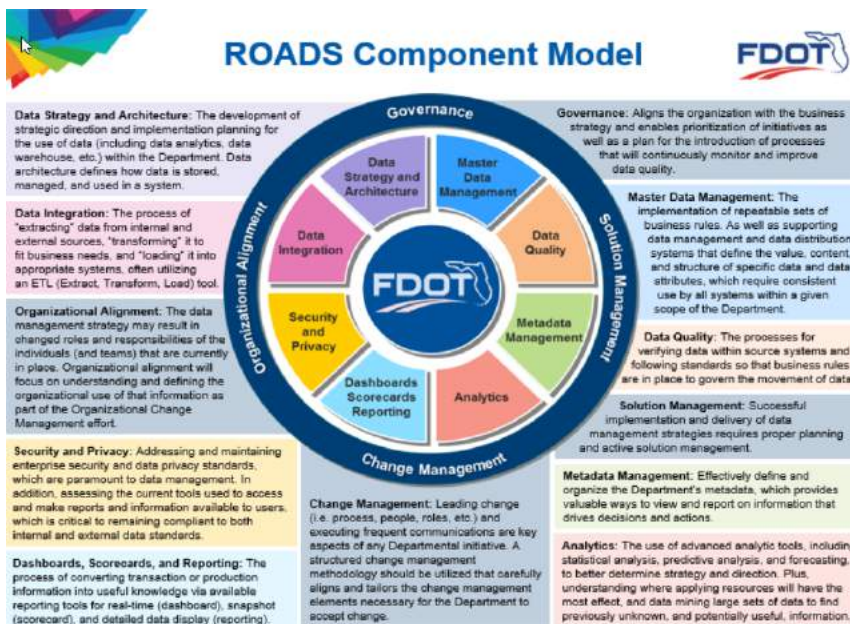 ROADS Component Model
FDOT
Data Strategy and Architecture: The development of
strategic direction and implementation planning for
the use of data (including data analytics, data
warehouse, etc.) within the Department. Data
architecture defines how data is stored,
managed, and used in a system.
Data Integration: The process of
"extracting" data from internal and
external sources, "transforming" it to
fit business needs, and "loading" it into
appropriate systems, often utilizing
an ETL (Extract, Transform, Load) tool.
Organizational Alignment: The data
management strategy may result in
changed roles and responsibilities of the
individuals (and teams) that are currently
in place. Organizational alignment will
focus on understanding and defining the
organizational use of that information as
part of the Organizational Change
Management effort.
Security and Privacy: Addressing and maintaining
enterprise security and data privacy standards,
which are paramount to data management. In
addition, assessing the current tools used to access
and make reports and information available to users,
which is critical to remaining compliant to both
internal and external data standards.
Dashboards, Scorecards, and Reporting: The
process of converting transaction or production
information into useful knowledge via available
reporting tools for real-time (dashboard), snapshot
(scorecard), and detailed data display (reporting).
Governance
Organizational Alignment
Solution Management
Change Management
Data
Strategy and
Architecture
Master
Data
Management
Data
Integration
Data
Quality
FDOT
Security
and
Privacy
Metadata
Management
Dashboards
Scorecards
Reporting
Analytics
Change Management: Leading change
(i.e. process, people, roles, etc.) and
executing frequent communications are key
aspects of any Departmental initiative. A
structured change management
methodology should be utilized that carefully
aligns and tailors the change management
elements necessary for the Department to
accept change.
Governance: Aligns the organization with the business
strategy and enables prioritization of initiatives as
well as a plan for the introduction of processes
that will continuously monitor and improve
data quality.
Master Data Management: The
implementation of repeatable sets of
business rules. As well as supporting
data management and data distribution
systems that define the value, content
and structure of specific data and data
attributes, which require consistent
use by all systems within a given
scope of the Department.
Data Quality: The processes for
verifying data within source systems and
following standards so that business rules
are in place to govern the movement of data
Solution Management: Successful
implementation and delivery of data
management strategies requires proper planning
and active solution management.
Metadata Management: Effectively define and
organize the Department's metadata, which provides
valuable ways to view and report on information that
drives decisions and actions.
Analytics: The use of advanced analytic tools, including
statistical analysis, predictive analysis, and forecasting,
to better determine strategy and direction. Plus,
understanding where applying resources will have the
most effect, and data mining large sets of data to find
previously unknown, and potentially useful, information.